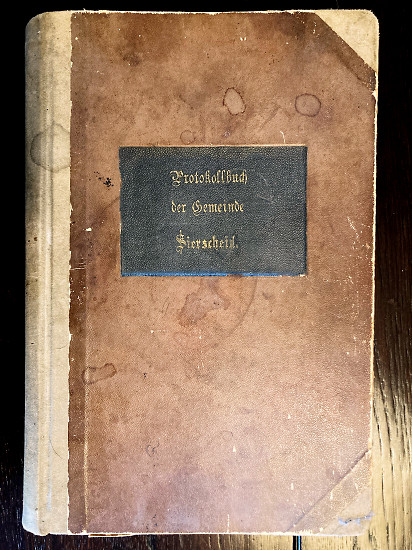 Protokollbuch
der Gemeinde
Sierscheid.